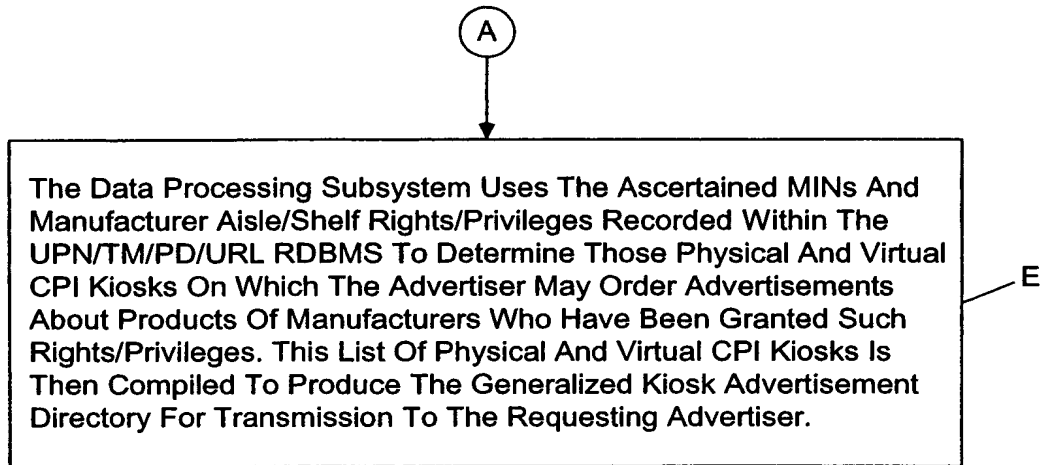 A
The Data Processing Subsystem Uses The Ascertained MINs And
Manufacturer Aisle/Shelf Rights/Privileges Recorded Within The
UPN/TM/PD/URL RDBMS To Determine Those Physical And Virtual
CPI Kiosks On Which The Advertiser May Order Advertisements
About Products Of Manufacturers Who Have Been Granted Such
Rights/Privileges. This List Of Physical And Virtual CPI Kiosks Is
Then Compiled To Produce The Generalized Kiosk Advertisement
Directory For Transmission To The Requesting Advertiser.
E